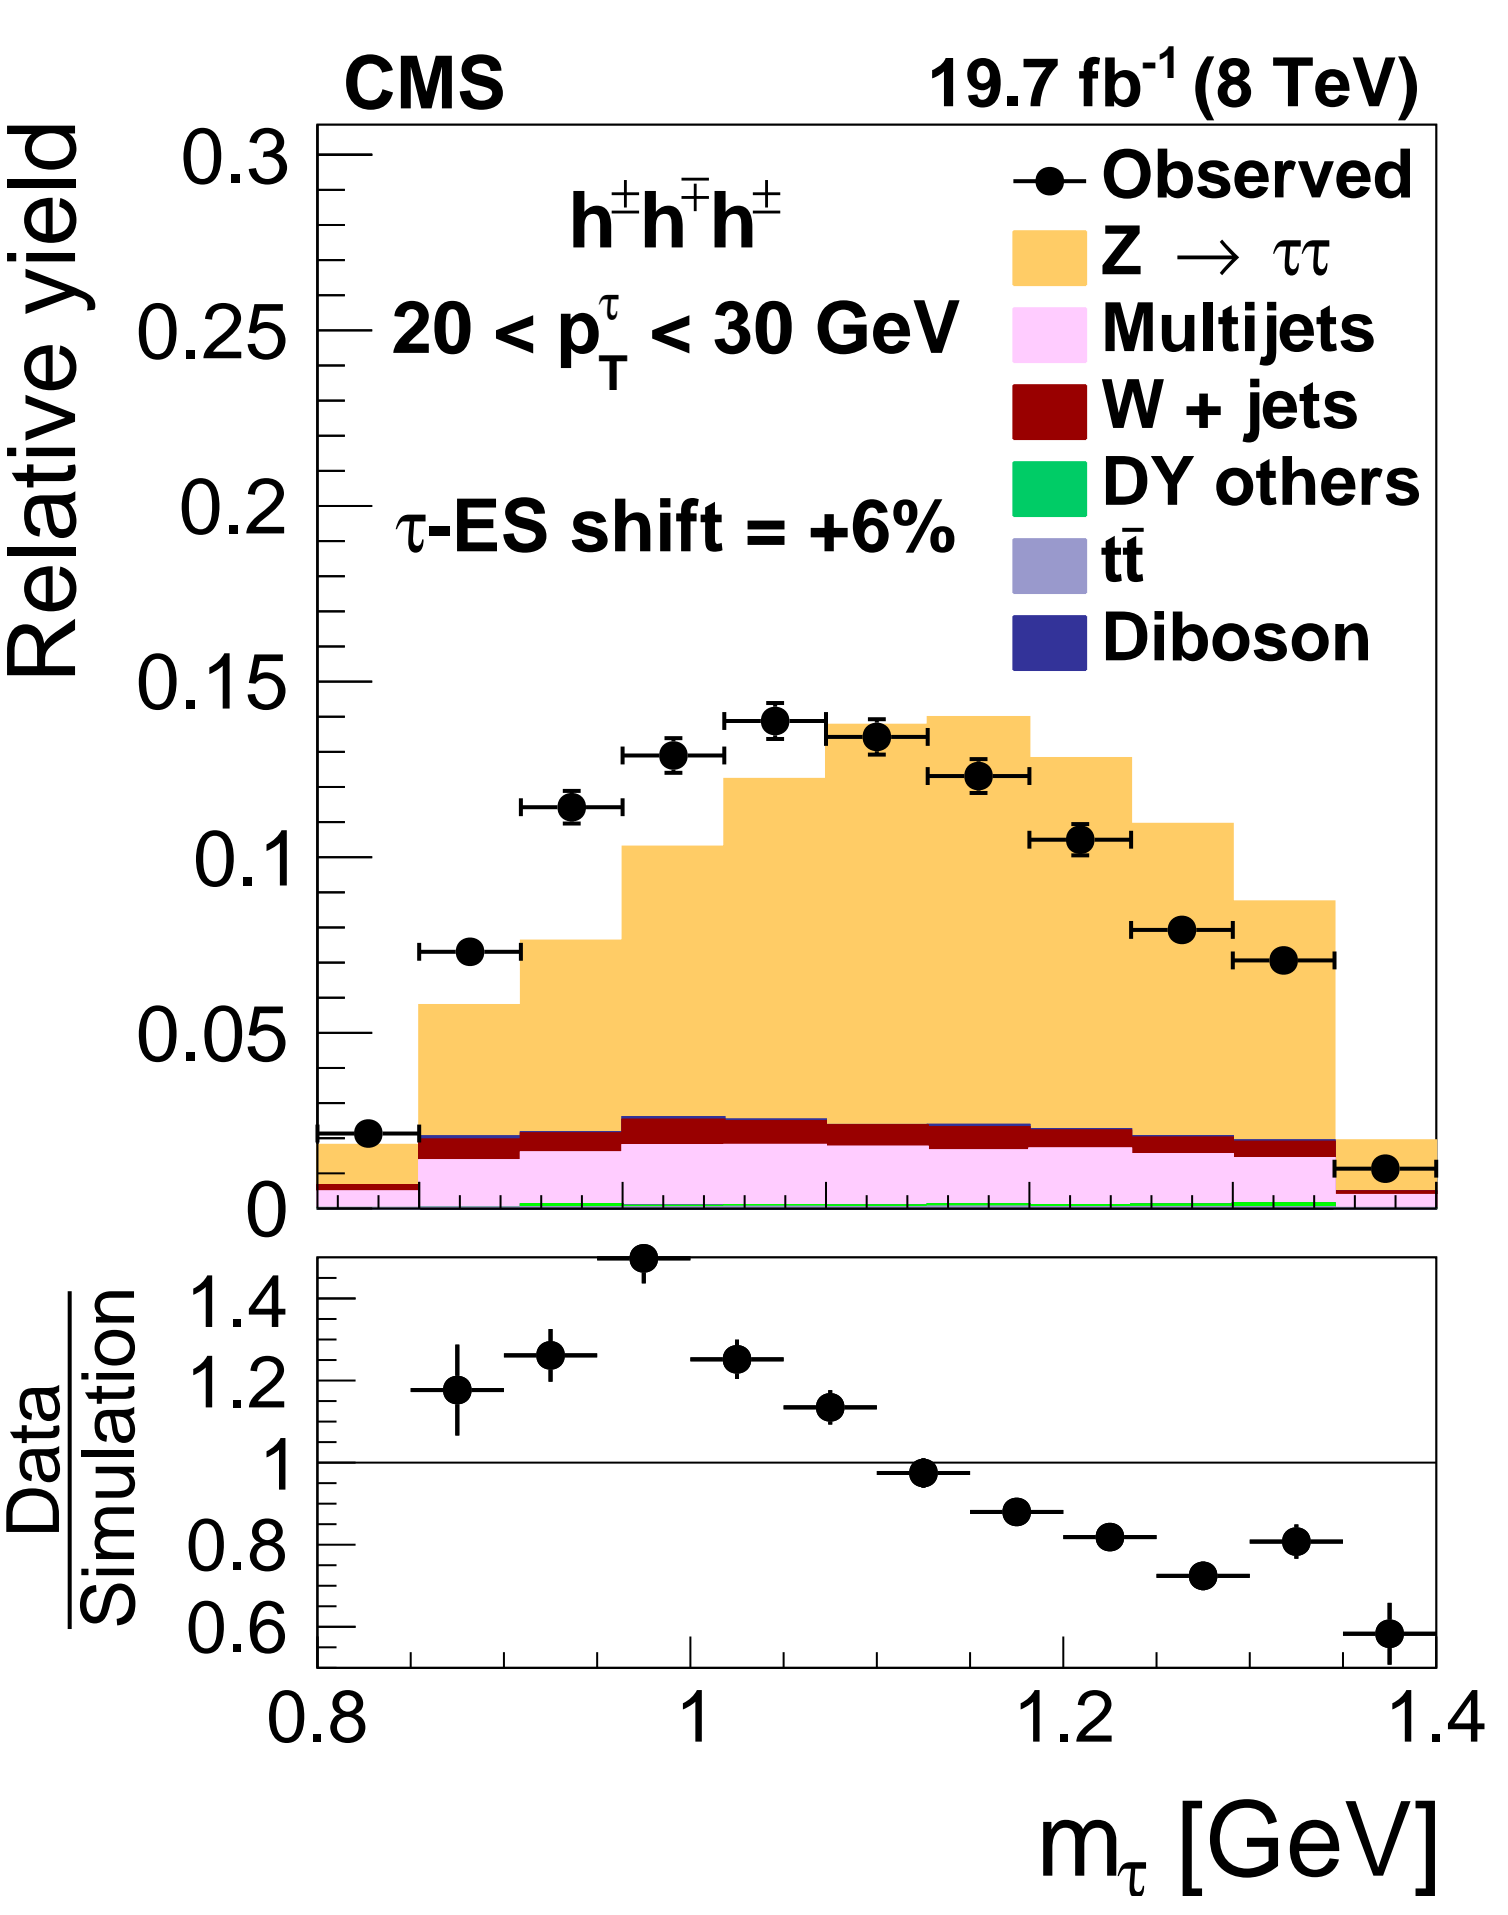 CMS 19.7 fb⁻¹ (8 TeV)
Relative yield
0.3
0.25
0.2
0.15
0.1
0.05
0
h±h∓h±
20 < p_T^τ < 30 GeV
τ-ES shift = +6%
Observed
Z → ττ
Multijets
W + jets
DY others
tt̄
Diboson
Data
Simulation
1.4
1.2
1
0.8
0.6
0.8 1 1.2 1.4
m_τ [GeV]